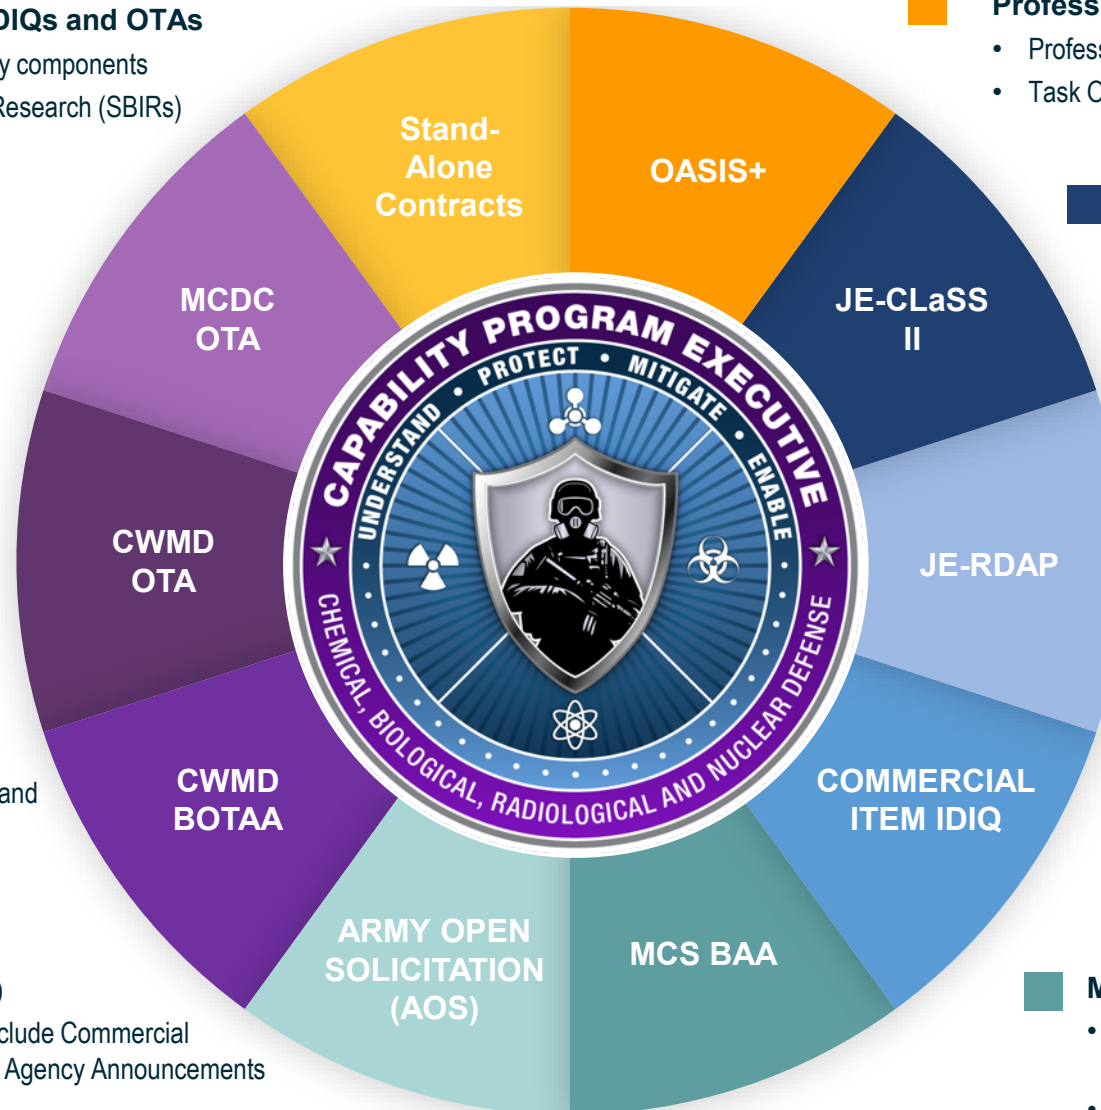 DIQs and OTAs
y components
Research (SBIRs)
Profess
• Profess
• Task O
Stand-
Alone
Contracts
OASIS+
MCDC
OTA
JE-CLaSS
II
CWMD
OTA
JE-RDAP
CWMD
BOTAA
COMMERCIAL
ITEM IDIQ
ARMY OPEN
SOLICITATION
(AOS)
MCS BAA
CAPABILITY PROGRAM EXECUTIVE
UNDERSTAND • PROTECT • MITIGATE • ENABLE
CHEMICAL, BIOLOGICAL, RADIOLOGICAL AND NUCLEAR DEFENSE
and
)
clude Commercial
Agency Announcements
M
•
•